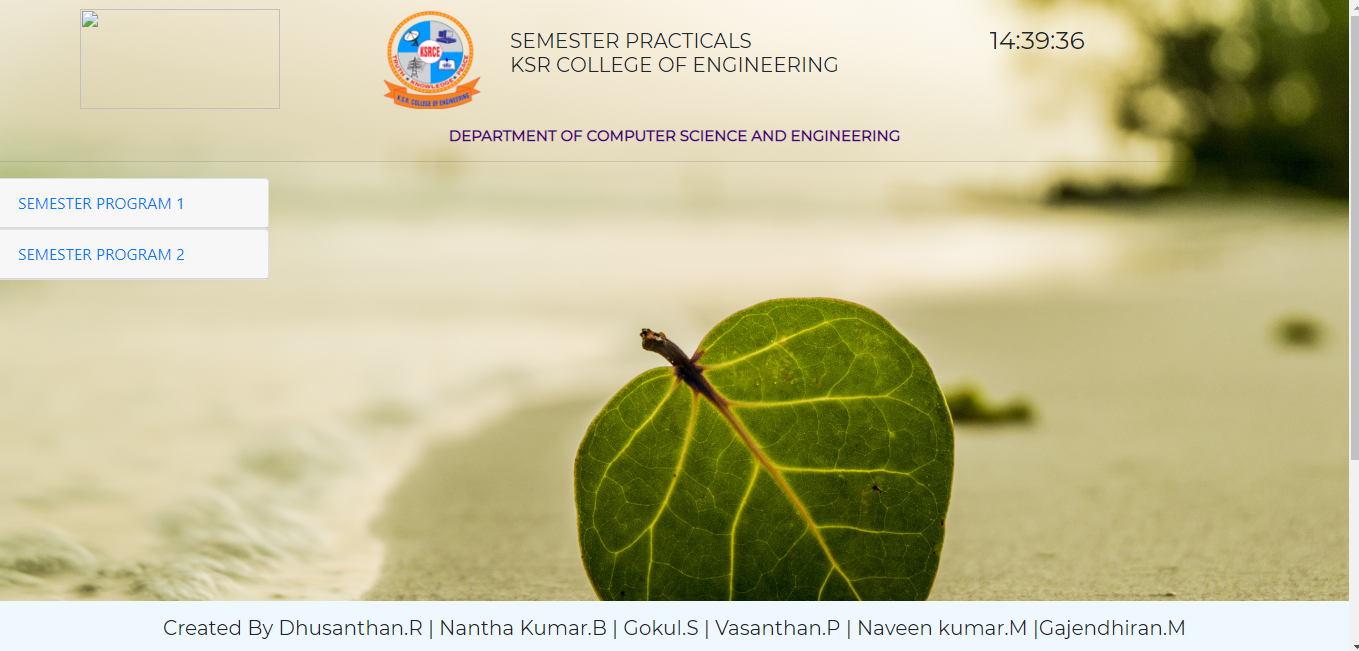 SEMESTER PRACTICALS
KSR COLLEGE OF ENGINEERING
14:39:36
KSRCE
TRUTH • KNOWLEDGE • PEACE
K.S.R. COLLEGE OF ENGINEERING
DEPARTMENT OF COMPUTER SCIENCE AND ENGINEERING
SEMESTER PROGRAM 1
SEMESTER PROGRAM 2
Created By Dhusanthan.R | Nantha Kumar.B | Gokul.S | Vasanthan.P | Naveen kumar.M |Gajendhiran.M